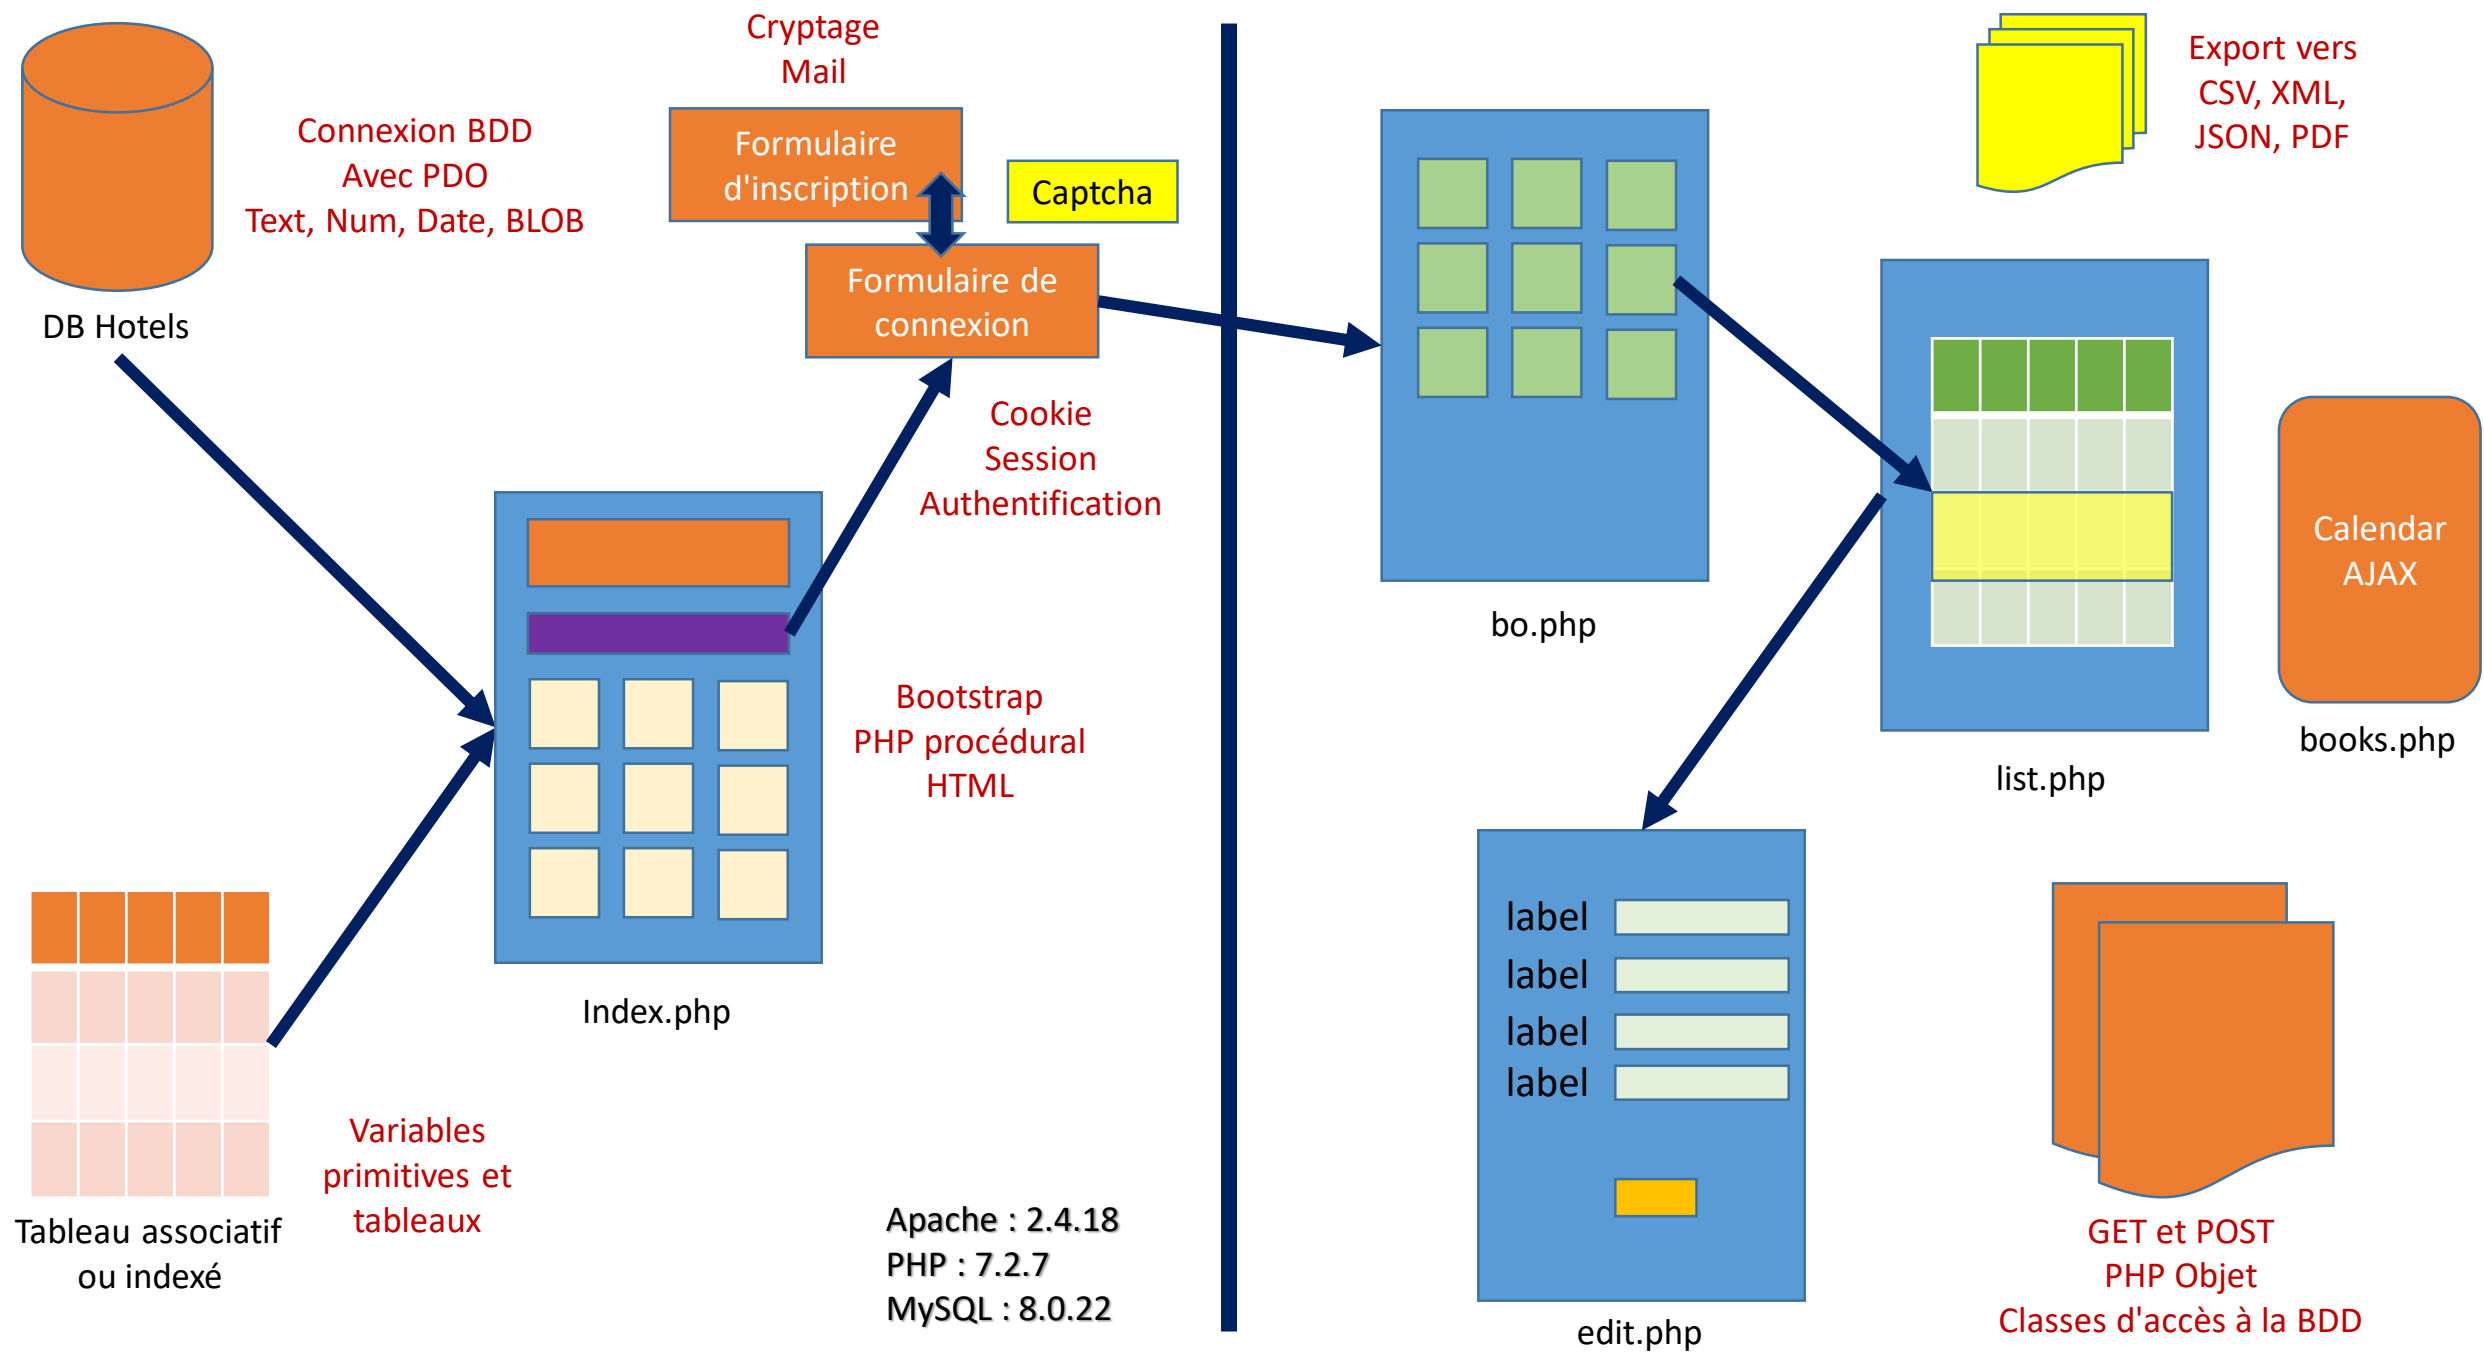 Cryptage
Mail
Connexion BDD
Avec PDO
Text, Num, Date, BLOB
DB Hotels
Formulaire
d'inscription
Captcha
Formulaire de
connexion
Cookie
Session
Authentification
Bootstrap
PHP procédural
HTML
Index.php
Variables
primitives et
tableaux
Tableau associatif
ou indexé
Apache : 2.4.18
PHP : 7.2.7
MySQL : 8.0.22
Export vers
CSV, XML,
JSON, PDF
bo.php
Calendar
AJAX
books.php
list.php
label
label
label
label
edit.php
GET et POST
PHP Objet
Classes d'accès à la BDD